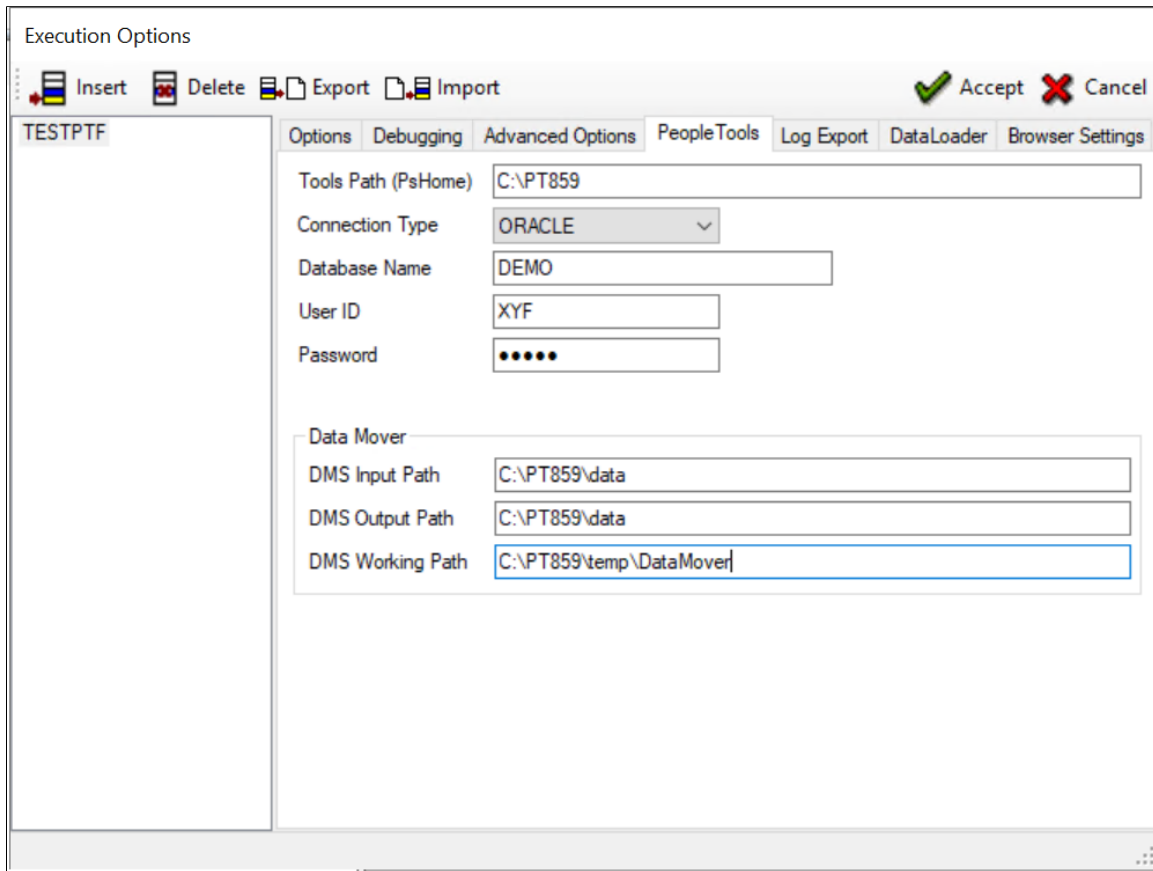 Execution Options
Insert Delete Export Import Accept Cancel
TESTPTF
Options Debugging Advanced Options PeopleTools Log Export DataLoader Browser Settings
Tools Path (PsHome) C:\PT859
Connection Type ORACLE
Database Name DEMO
User ID XYF
Password •••••
Data Mover
DMS Input Path C:\PT859\data
DMS Output Path C:\PT859\data
DMS Working Path C:\PT859\temp\DataMover